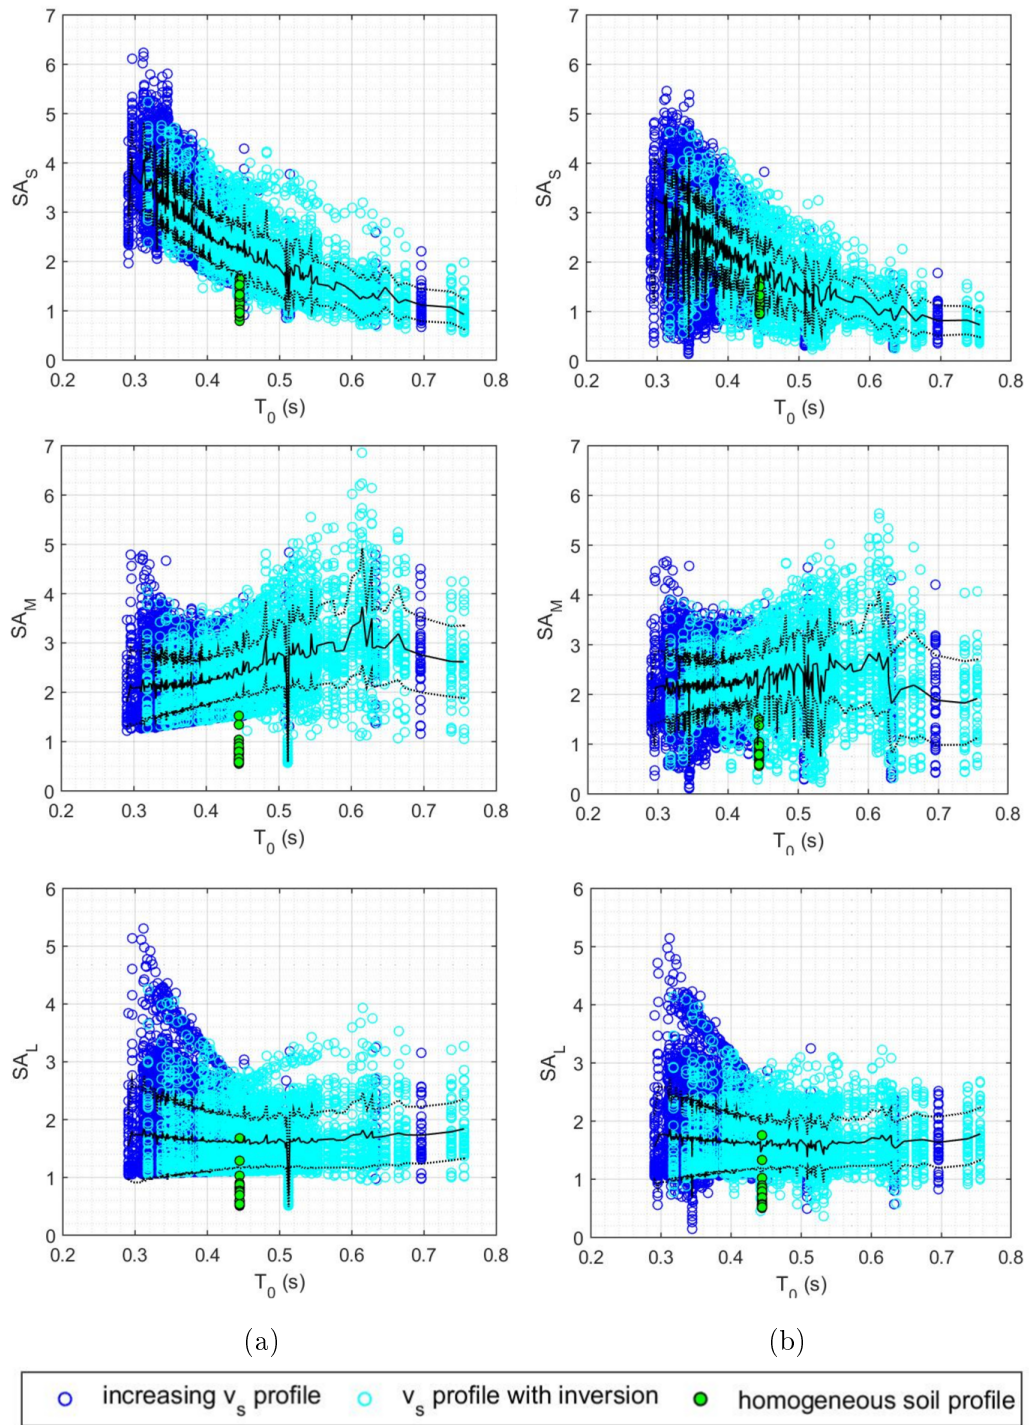 7
7
6
6
5
5
4
4
SA_S
SA_S
3
3
2
2
1
1
0
0
0.2 0.3 0.4 0.5 0.6 0.7 0.8
0.2 0.3 0.4 0.5 0.6 0.7 0.8
T_0 (s)
T_0 (s)
7
7
6
6
5
5
4
4
SA_M
SA_M
3
3
2
2
1
1
0
0
0.2 0.3 0.4 0.5 0.6 0.7 0.8
0.2 0.3 0.4 0.5 0.6 0.7 0.8
T_0 (s)
T_0 (s)
6
6
5
5
4
4
SA_L
SA_L
3
3
2
2
1
1
0
0
0.2 0.3 0.4 0.5 0.6 0.7 0.8
0.2 0.3 0.4 0.5 0.6 0.7 0.8
T_0 (s)
T_0 (s)
(a)
(b)
increasing v_s profile
v_s profile with inversion
homogeneous soil profile